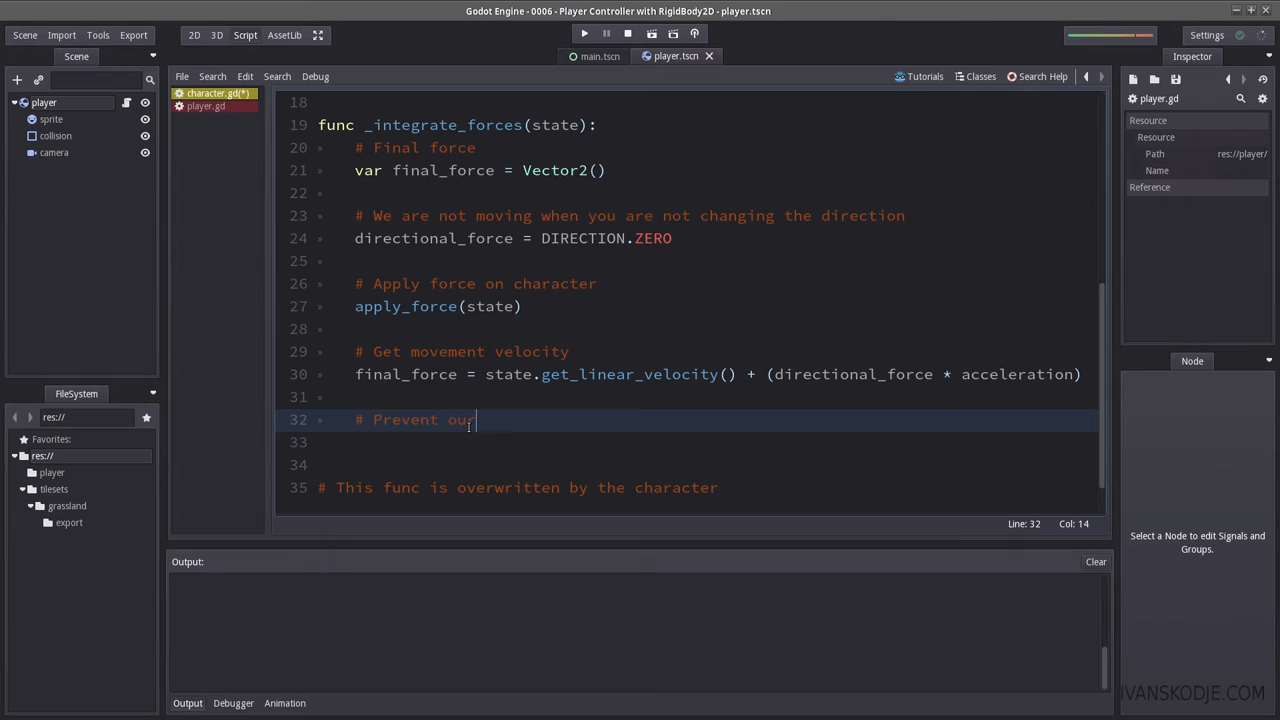 Godot Engine - 0006 - Player Controller with RigidBody2D - player.tscn
Scene Import Tools Export 2D 3D Script AssetLib Settings
Scene main.tscn player.tscn Inspector
File Search Edit Search Debug Tutorials Classes Search Help
player
sprite
collision
camera
character.gd(*)
player.gd
18
19 func _integrate_forces(state):
20 # Final force
21 var final_force = Vector2()
22
23 # We are not moving when you are not changing the direction
24 directional_force = DIRECTION.ZERO
25
26 # Apply force on character
27 apply_force(state)
28
29 # Get movement velocity
30 final_force = state.get_linear_velocity() + (directional_force * acceleration)
31
32 # Prevent our
33
34
35 # This func is overwritten by the character
Line: 32 Col: 14
player.gd
Resource
Resource
Path res://player/
Name
Reference
FileSystem
res://
Favorites:
res://
player
tilesets
grassland
export
Node
Select a Node to edit Signals and
Groups.
Output: Clear
Output Debugger Animation
IVANSKODJE.COM